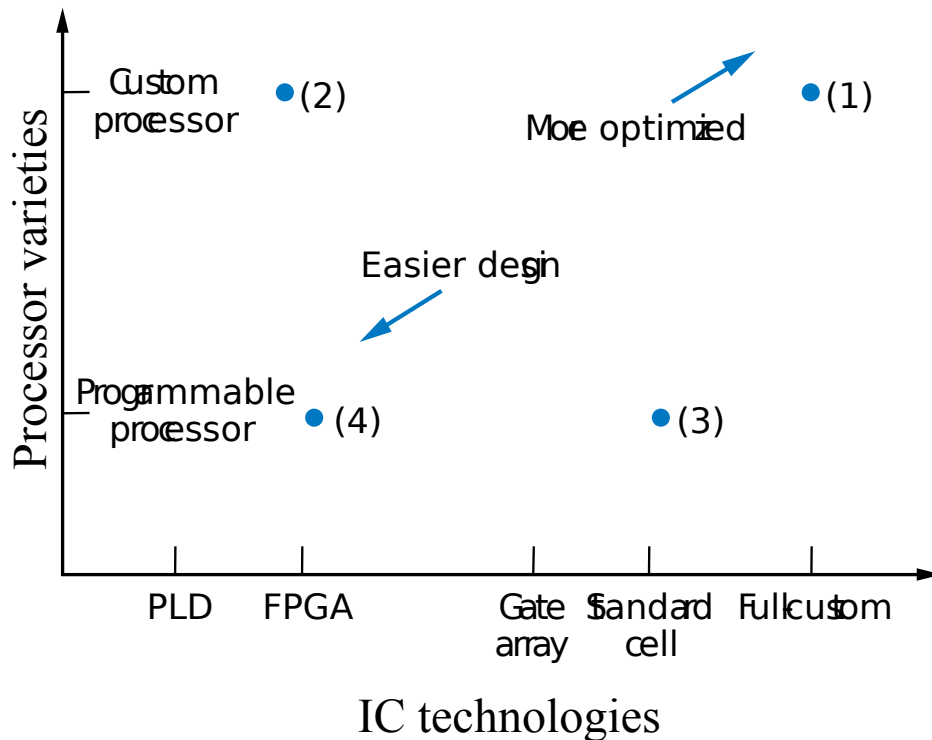 Custom
processor
(2)
(1)
More optimized
Easier design
Programmable
processor
(4)
(3)
Processor varieties
PLD
FPGA
Gate
array
Standard
cell
Full-custom
IC technologies